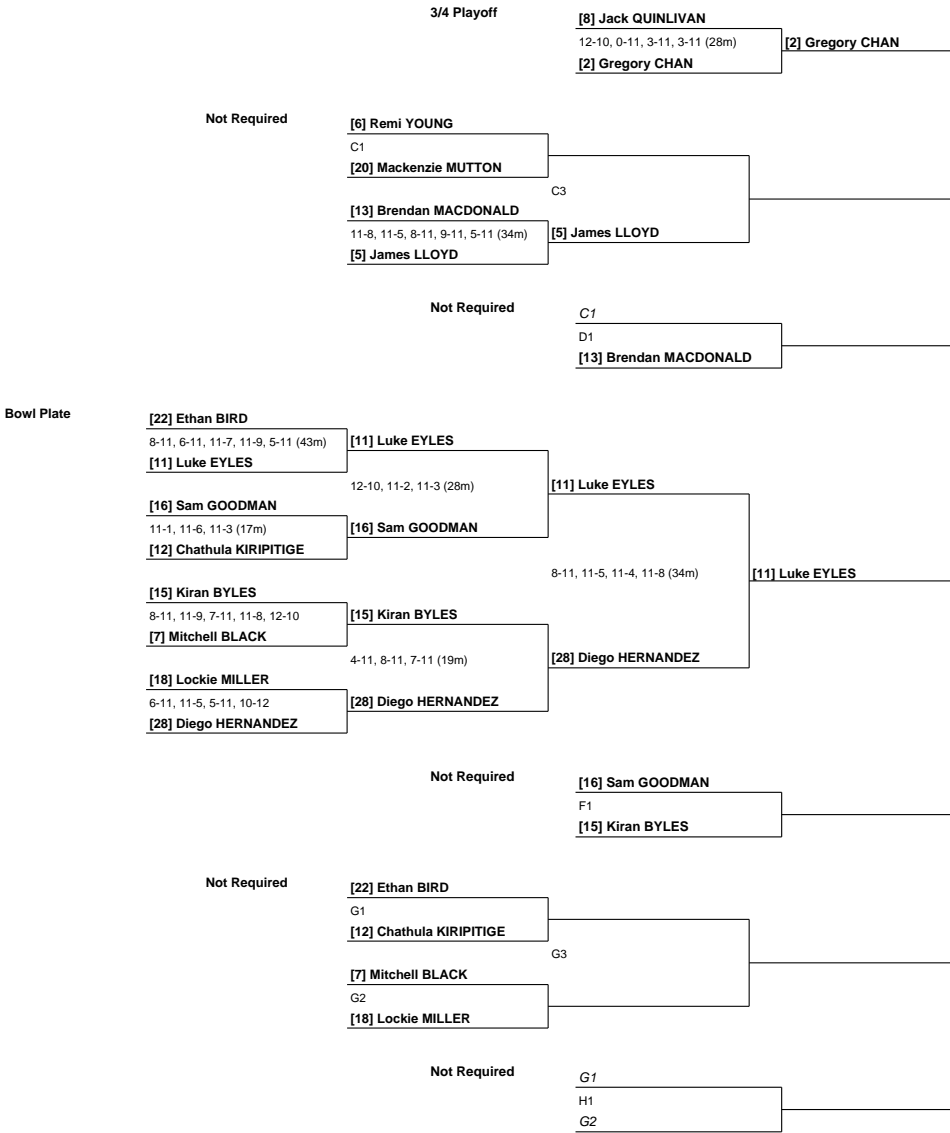 3/4 Playoff
[8] Jack QUINLIVAN
12-10, 0-11, 3-11, 3-11 (28m)
[2] Gregory CHAN
[2] Gregory CHAN
Not Required
[6] Remi YOUNG
C1
[20] Mackenzie MUTTON
C3
[13] Brendan MACDONALD
11-8, 11-5, 8-11, 9-11, 5-11 (34m)
[5] James LLOYD
[5] James LLOYD
Not Required
C1
D1
[13] Brendan MACDONALD
Bowl Plate
[22] Ethan BIRD
8-11, 6-11, 11-7, 11-9, 5-11 (43m)
[11] Luke EYLES
[11] Luke EYLES
12-10, 11-2, 11-3 (28m)
[11] Luke EYLES
[16] Sam GOODMAN
11-1, 11-6, 11-3 (17m)
[16] Sam GOODMAN
[12] Chathula KIRIPITIGE
8-11, 11-5, 11-4, 11-8 (34m)
[11] Luke EYLES
[15] Kiran BYLES
8-11, 11-9, 7-11, 11-8, 12-10
[15] Kiran BYLES
[7] Mitchell BLACK
4-11, 8-11, 7-11 (19m)
[28] Diego HERNANDEZ
[18] Lockie MILLER
6-11, 11-5, 5-11, 10-12
[28] Diego HERNANDEZ
[28] Diego HERNANDEZ
Not Required
[16] Sam GOODMAN
F1
[15] Kiran BYLES
Not Required
[22] Ethan BIRD
G1
[12] Chathula KIRIPITIGE
G3
[7] Mitchell BLACK
G2
[18] Lockie MILLER
Not Required
G1
H1
G2